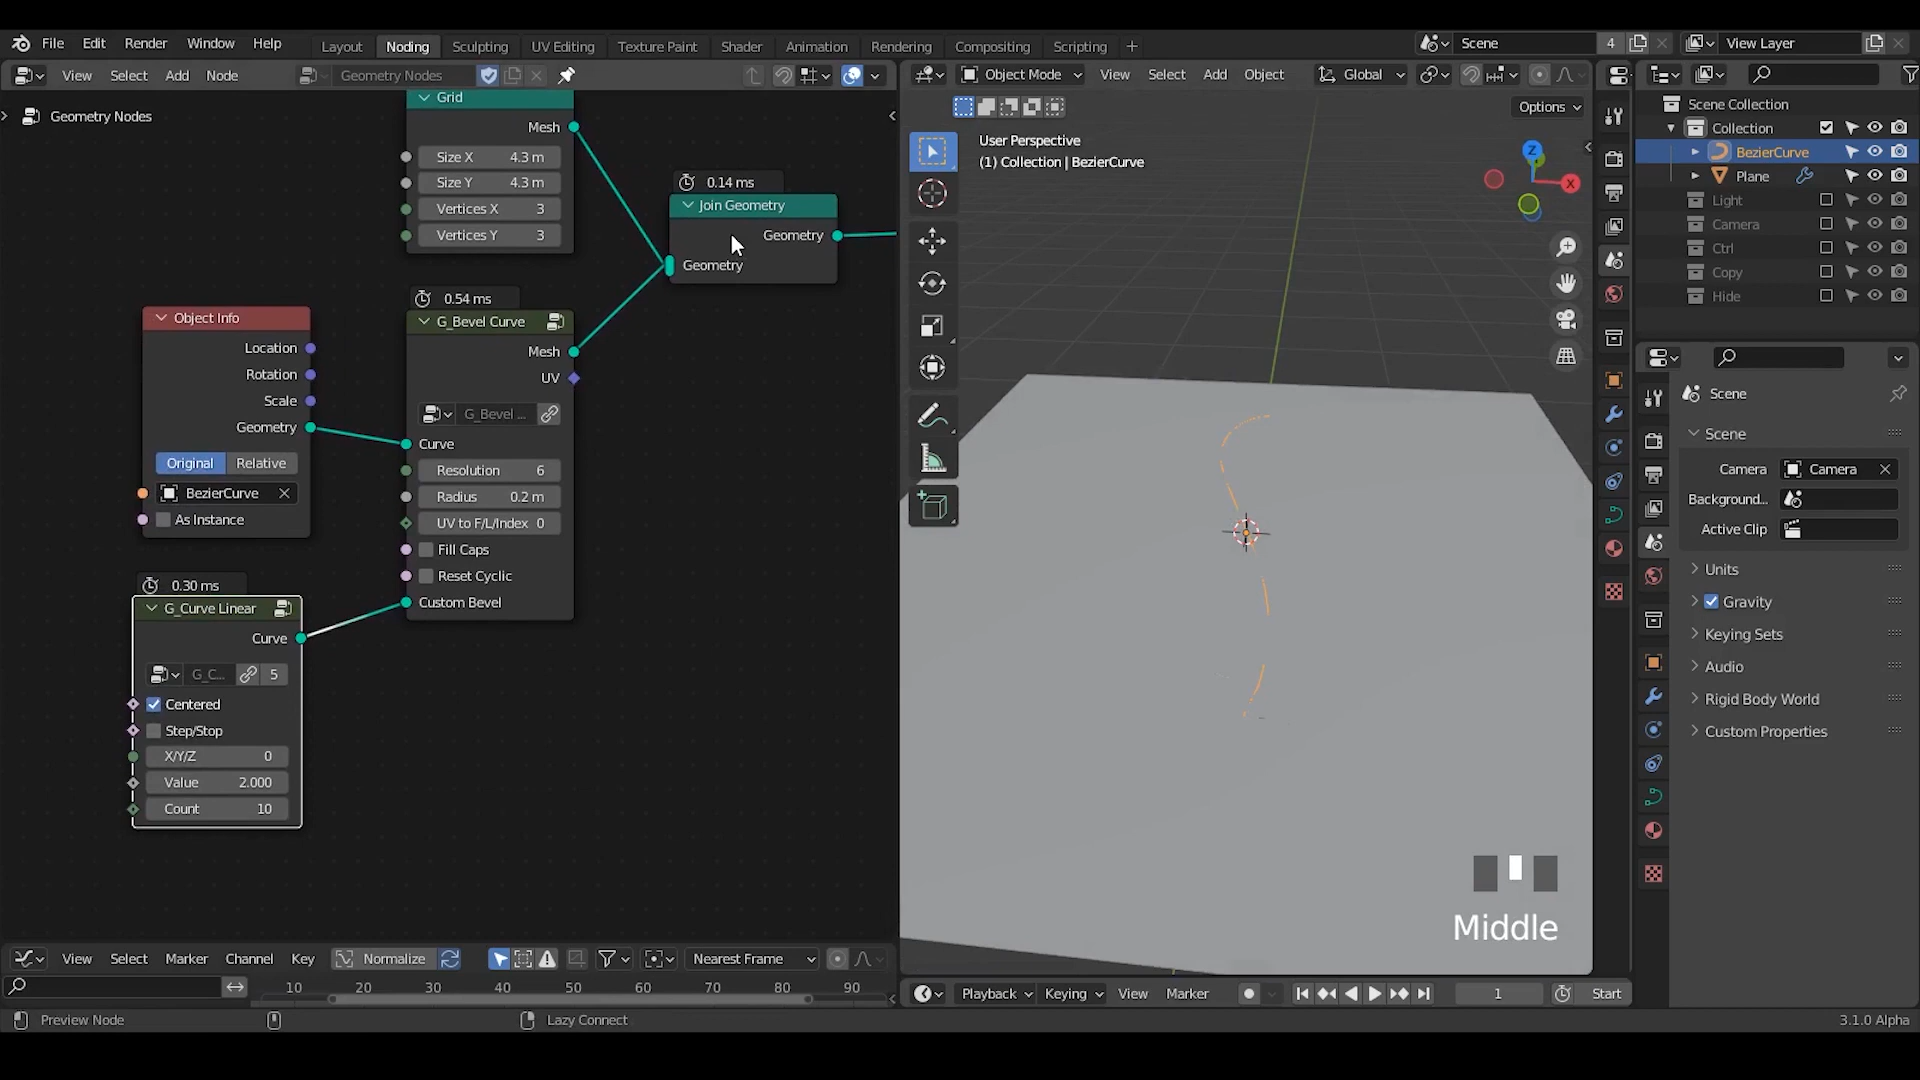 File Edit Render Window Help Layout Noding Sculpting UV Editing Texture Paint Shader Animation Rendering Compositing Scripting + Scene 4 View Layer
View Select Add Node Geometry Nodes
Object Mode View Select Add Object Global
Options
Geometry Nodes
Grid
Mesh
Size X 4.3 m
Size Y 4.3 m
Vertices X 3
Vertices Y 3
0.14 ms
Join Geometry
Geometry
Geometry
Object Info
Location
Rotation
Scale
Geometry
Original Relative
BezierCurve
As Instance
0.54 ms
G_Bevel Curve
Mesh
UV
G_Bevel ...
Curve
Resolution 6
Radius 0.2 m
UV to F/L/Index 0
Fill Caps
Reset Cyclic
Custom Bevel
0.30 ms
G_Curve Linear
Curve
G_C... 5
Centered
Step/Stop
X/Y/Z 0
Value 2.000
Count 10
User Perspective
(1) Collection | BezierCurve
Z
X
Middle
Scene Collection
Collection
BezierCurve
Plane
Light
Camera
Ctrl
Copy
Hide
Scene
Scene
Camera Camera
Background...
Active Clip
Units
Gravity
Keying Sets
Audio
Rigid Body World
Custom Properties
View Select Marker Channel Key Normalize Nearest Frame
10 20 30 40 50 60 70 80 90
Playback Keying View Marker 1 Start
Preview Node Lazy Connect 3.1.0 Alpha